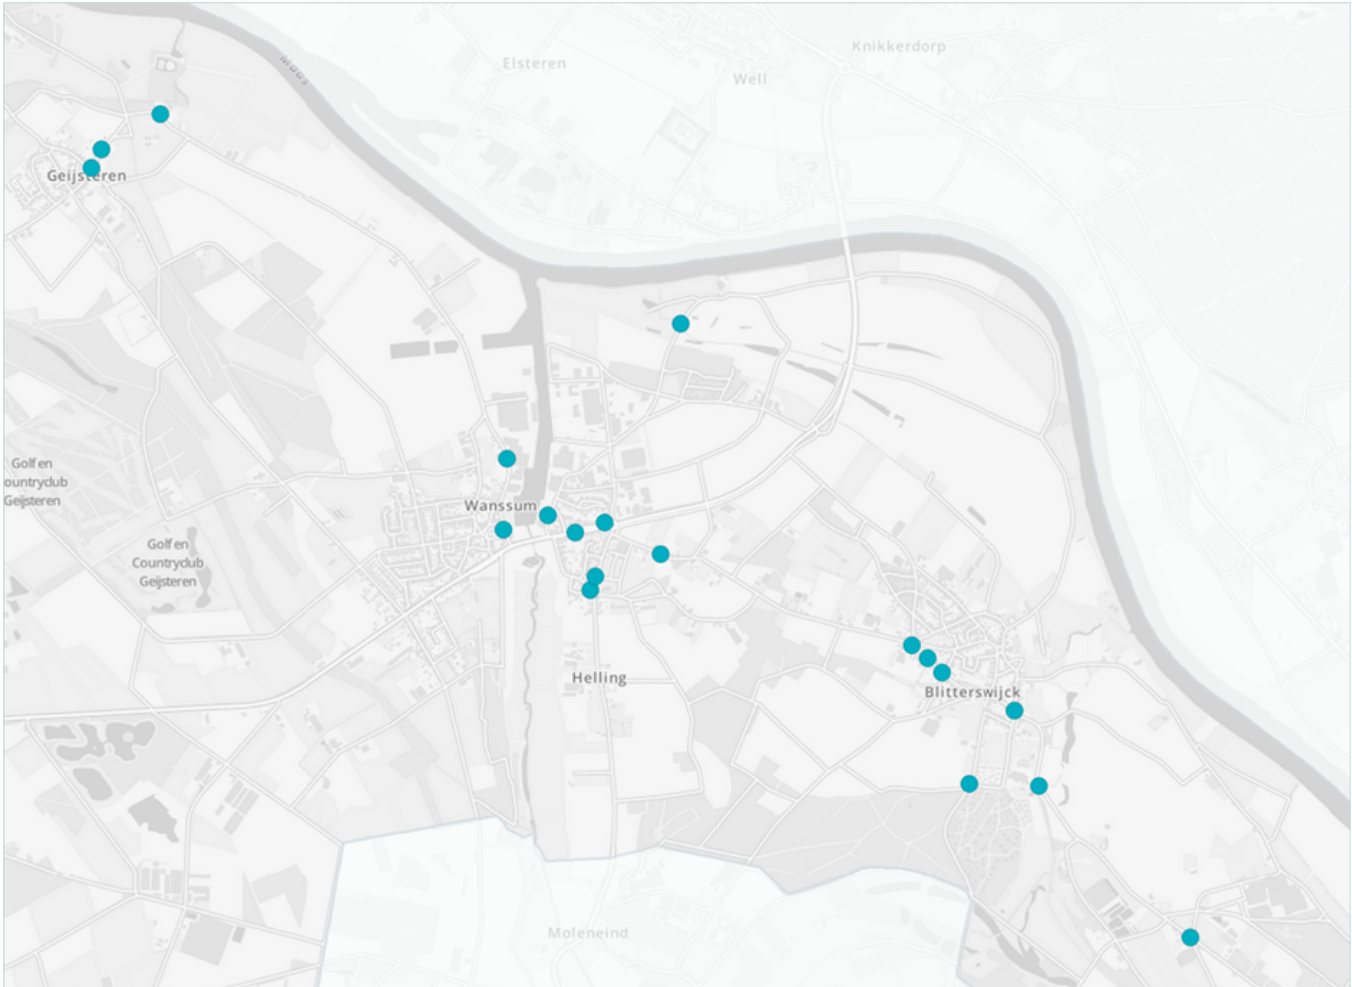 Knikkerdorp
Elsteren
Maas
Well
Geijsteren
Golf en
ountryclub
Geijsteren
Wanssum
Golf en
Countryclub
Geijsteren
Helling
Blitterswijck
Moleneind